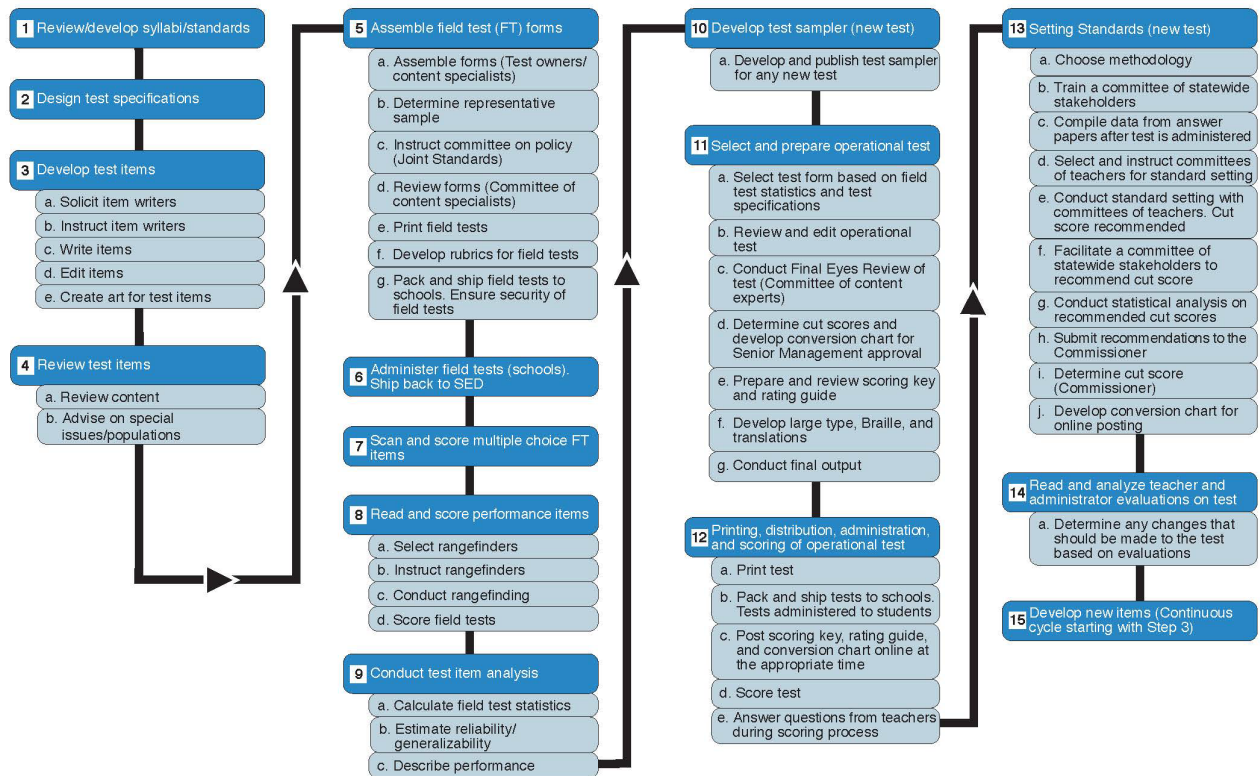 1 Review/develop syllabi/standards
2 Design test specifications
3 Develop test items
a. Solicit item writers
b. Instruct item writers
c. Write items
d. Edit items
e. Create art for test items
4 Review test items
a. Review content
b. Advise on special
issues/populations
5 Assemble field test (FT) forms
a. Assemble forms (Test owners/
content specialists)
b. Determine representative
sample
c. Instruct committee on policy
(Joint Standards)
d. Review forms (Committee of
content specialists)
e. Print field tests
f. Develop rubrics for field tests
g. Pack and ship field tests to
schools. Ensure security of
field tests
6 Administer field tests (schools).
Ship back to SED
7 Scan and score multiple choice FT
items
8 Read and score performance items
a. Select rangefinders
b. Instruct rangefinders
c. Conduct rangefinding
d. Score field tests
9 Conduct test item analysis
a. Calculate field test statistics
b. Estimate reliability/
generalizability
c. Describe performance
10 Develop test sampler (new test)
a. Develop and publish test sampler
for any new test
11 Select and prepare operational test
a. Select test form based on field
test statistics and test
specifications
b. Review and edit operational
test
c. Conduct Final Eyes Review of
test (Committee of content
experts)
d. Determine cut scores and
develop conversion chart for
Senior Management approval
e. Prepare and review scoring key
and rating guide
f. Develop large type, Braille, and
translations
g. Conduct final output
12 Printing, distribution, administration,
and scoring of operational test
a. Print test
b. Pack and ship tests to schools.
Tests administered to students
c. Post scoring key, rating guide,
and conversion chart online at
the appropriate time
d. Score test
e. Answer questions from teachers
during scoring process
13 Setting Standards (new test)
a. Choose methodology
b. Train a committee of statewide
stakeholders
c. Compile data from answer
papers after test is administered
d. Select and instruct committees
of teachers for standard setting
e. Conduct standard setting with
committees of teachers. Cut
score recommended
f. Facilitate a committee of
statewide stakeholders to
recommend cut score
g. Conduct statistical analysis on
recommended cut scores
h. Submit recommendations to the
Commissioner
i. Determine cut score
(Commissioner)
j. Develop conversion chart for
online posting
14 Read and analyze teacher and
administrator evaluations on test
a. Determine any changes that
should be made to the test
based on evaluations
15 Develop new items (Continuous
cycle starting with Step 3)